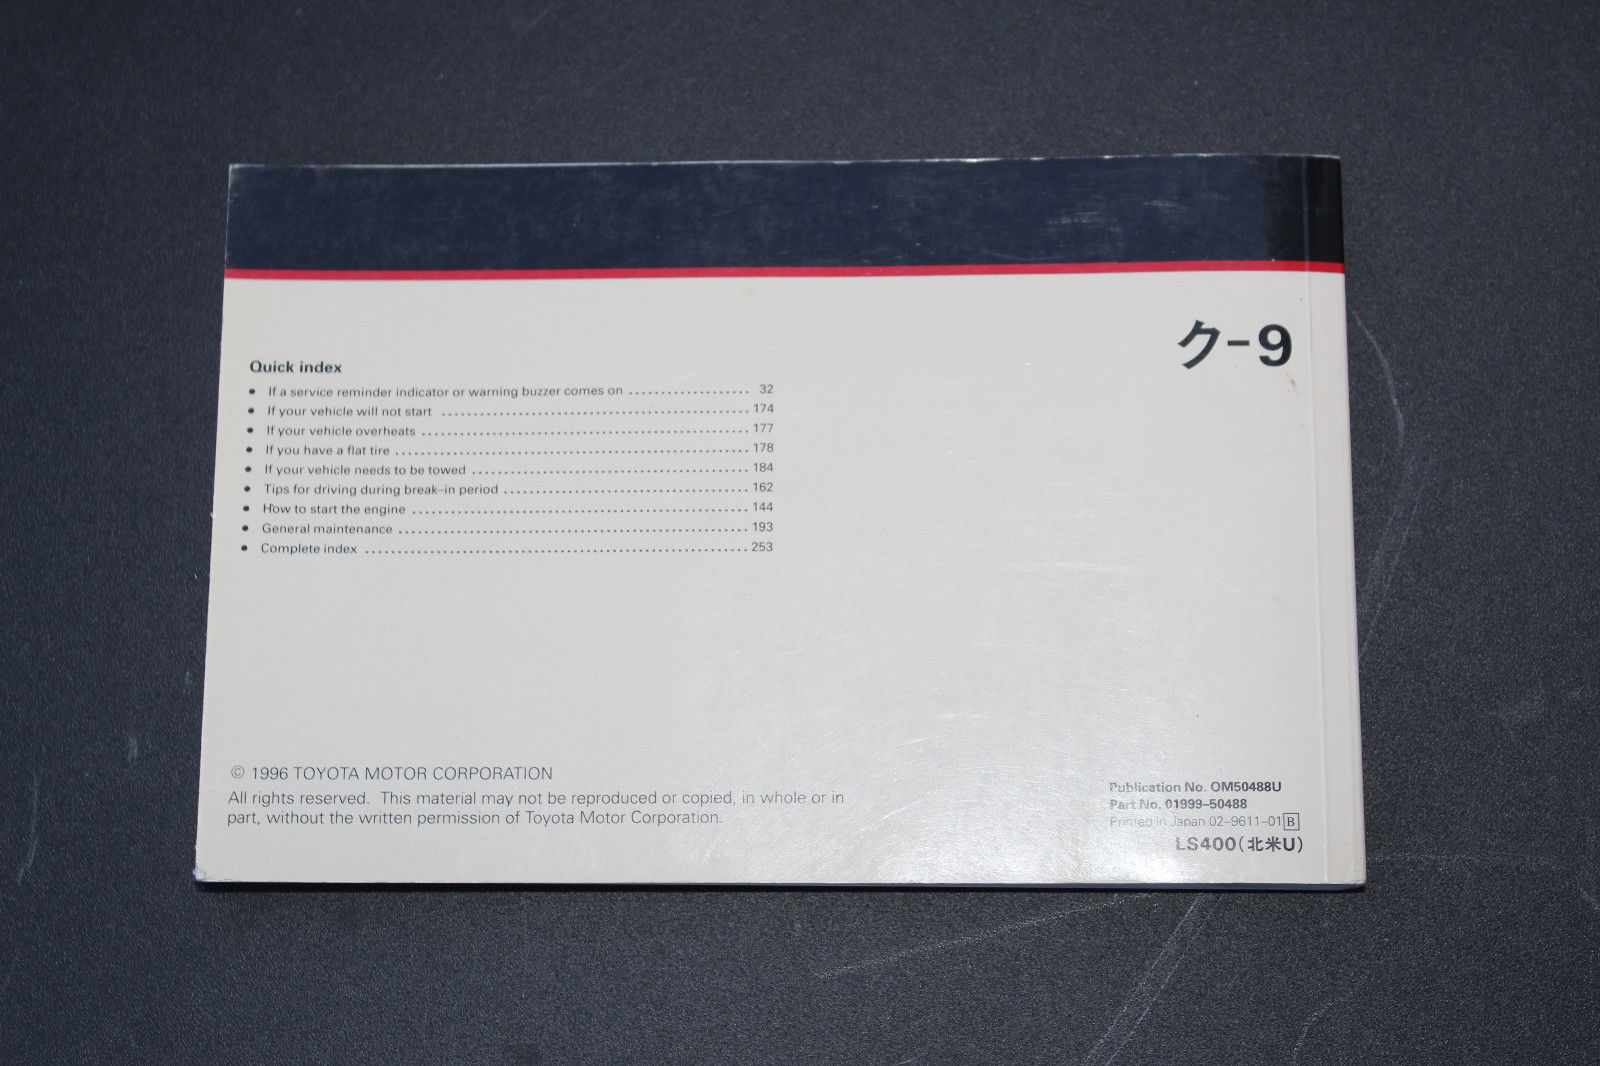 ク-9
Quick index
• If a service reminder indicator or warning buzzer comes on ................... 32
• If your vehicle will not start ................................................. 174
• If your vehicle overheats .................................................... 177
• If you have a flat tire ........................................................ 178
• If your vehicle needs to be towed ............................................ 184
• Tips for driving during break–in period ....................................... 162
• How to start the engine ..................................................... 144
• General maintenance ....................................................... 193
• Complete index ............................................................. 253
© 1996 TOYOTA MOTOR CORPORATION
All rights reserved. This material may not be reproduced or copied, in whole or in
part, without the written permission of Toyota Motor Corporation.
Publication No. OM50488U
Part No. 01999–50488
Printed in Japan 02–9611–01 B
LS400(北米U)